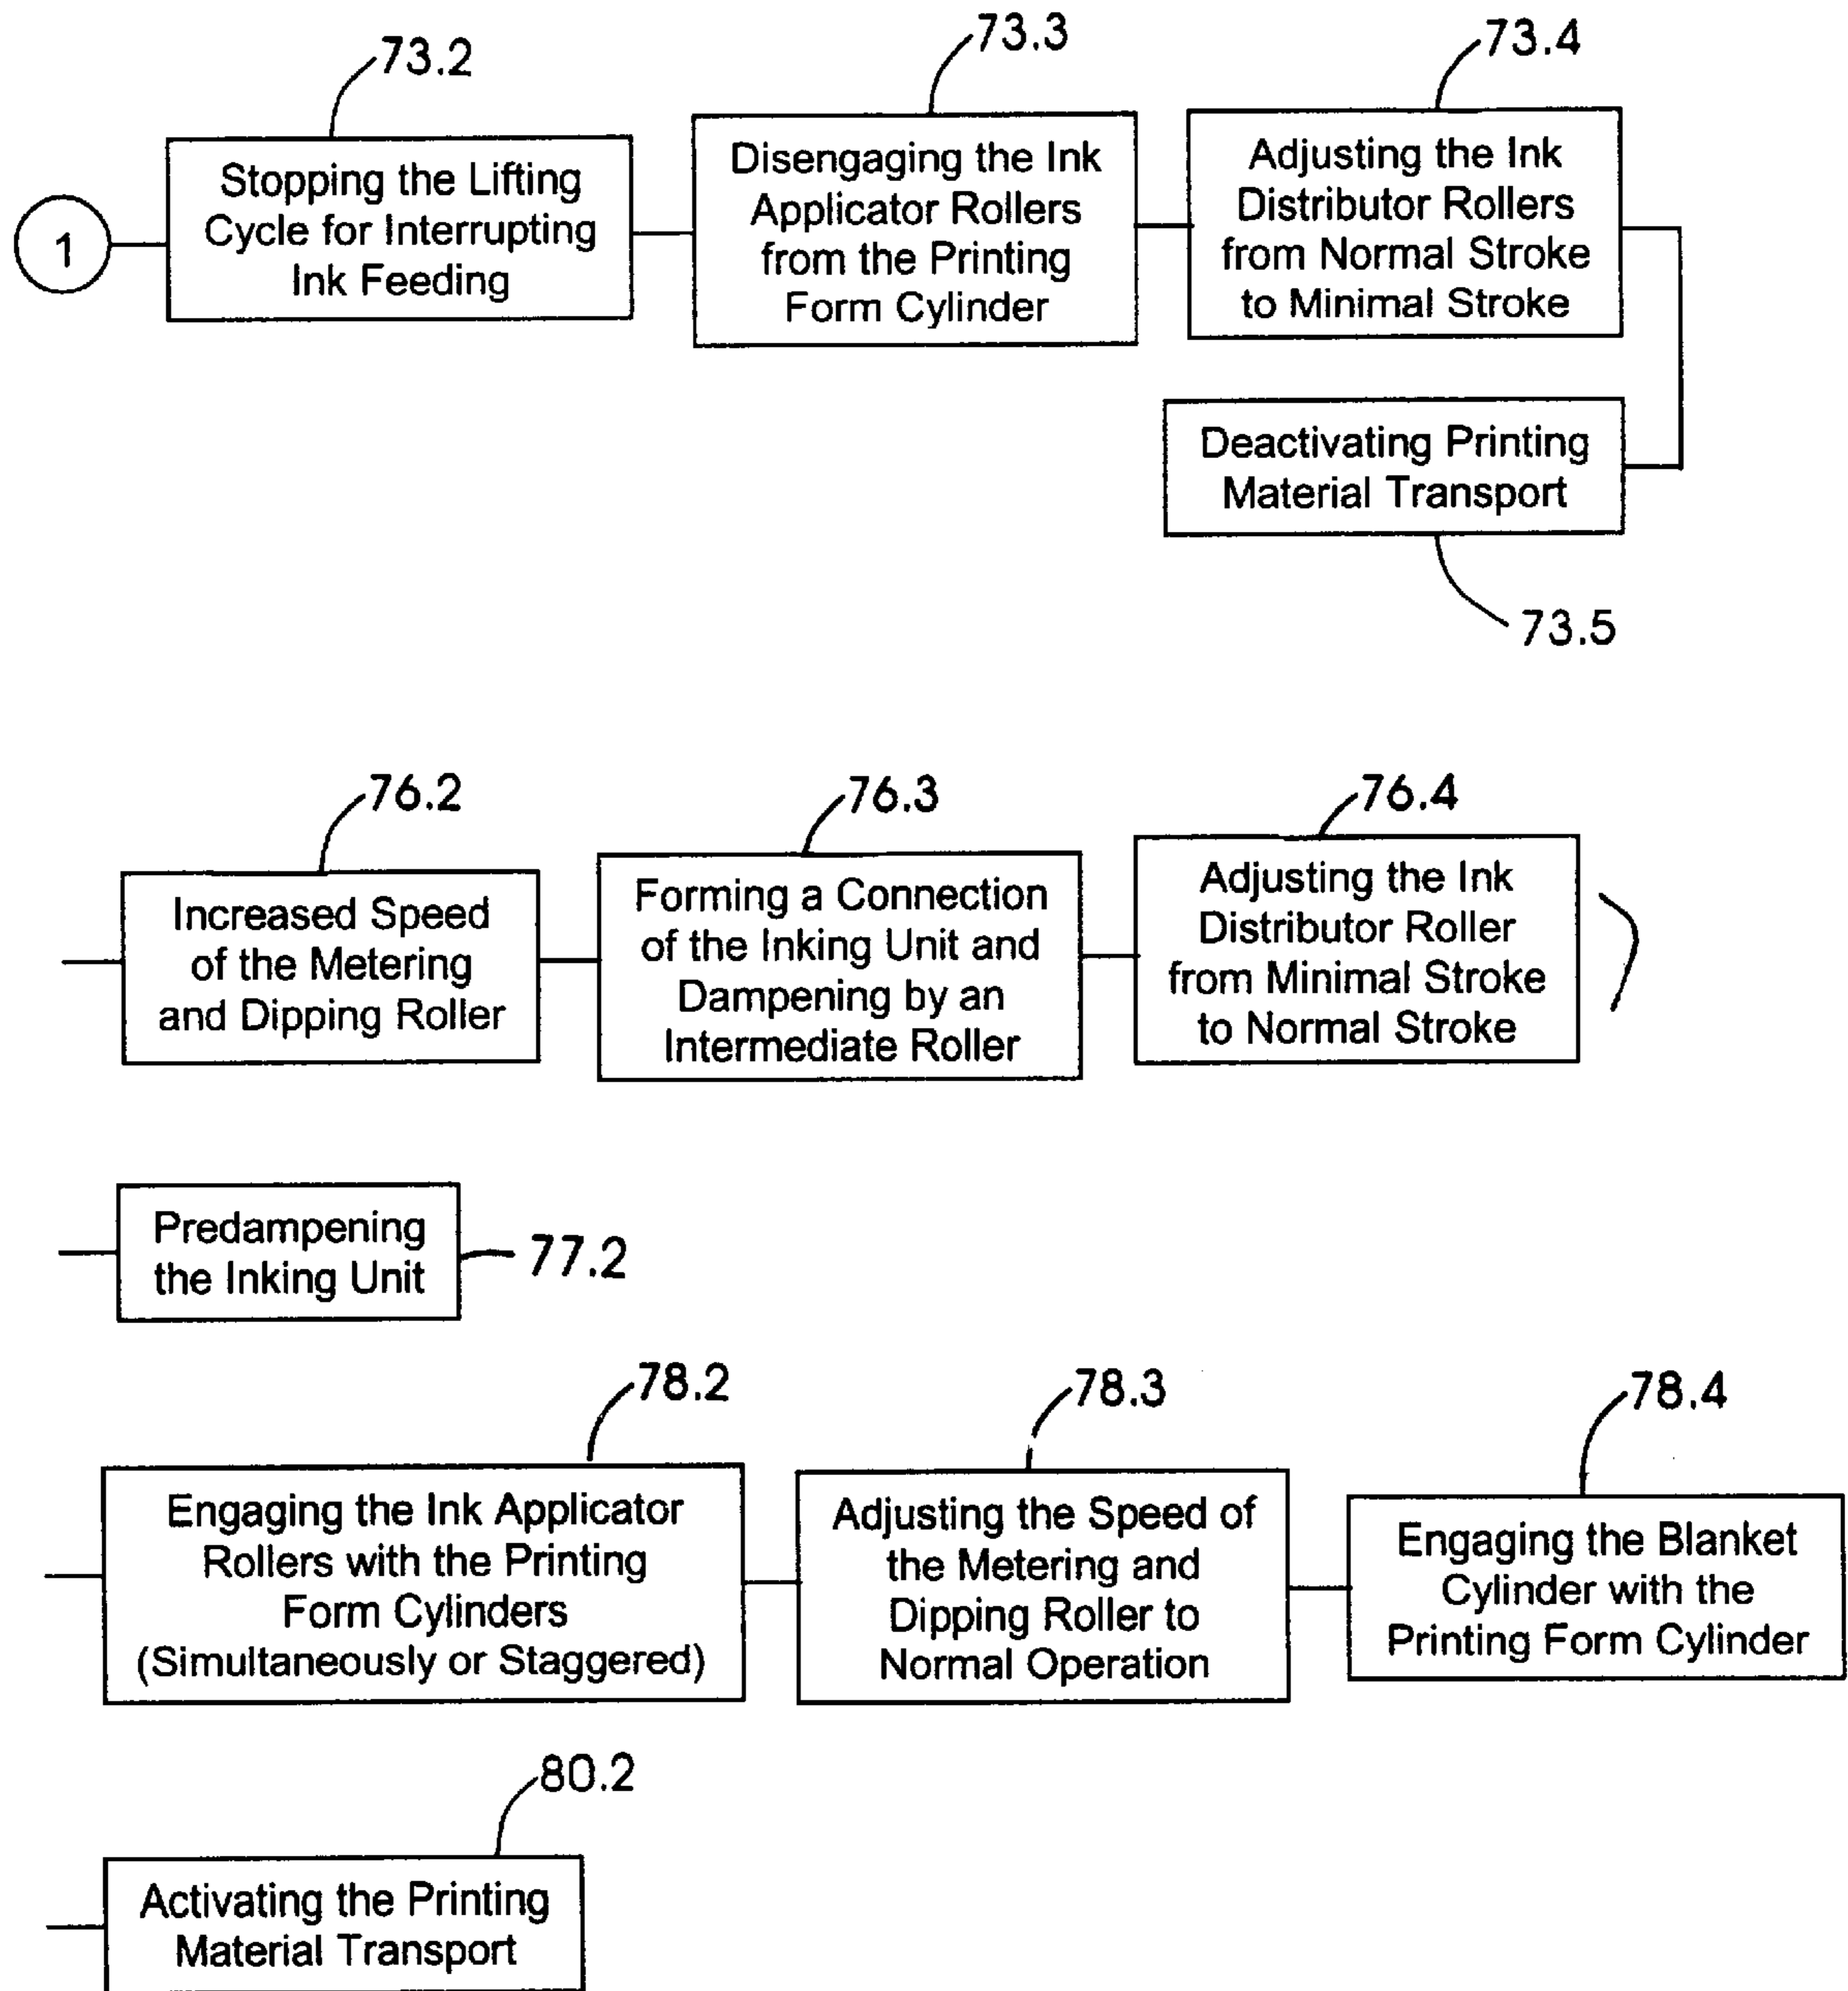 73.2
73.3
73.4
1
Stopping the Lifting
Cycle for Interrupting
Ink Feeding
Disengaging the Ink
Applicator Rollers
from the Printing
Form Cylinder
Adjusting the Ink
Distributor Rollers
from Normal Stroke
to Minimal Stroke
Deactivating Printing
Material Transport
73.5
76.2
76.3
76.4
Increased Speed
of the Metering
and Dipping Roller
Forming a Connection
of the Inking Unit and
Dampening by an
Intermediate Roller
Adjusting the Ink
Distributor Roller
from Minimal Stroke
to Normal Stroke
Predampening
the Inking Unit
77.2
78.2
78.3
78.4
Engaging the Ink Applicator
Rollers with the Printing
Form Cylinders
(Simultaneously or Staggered)
Adjusting the Speed of
the Metering and
Dipping Roller to
Normal Operation
Engaging the Blanket
Cylinder with the
Printing Form Cylinder
80.2
Activating the Printing
Material Transport